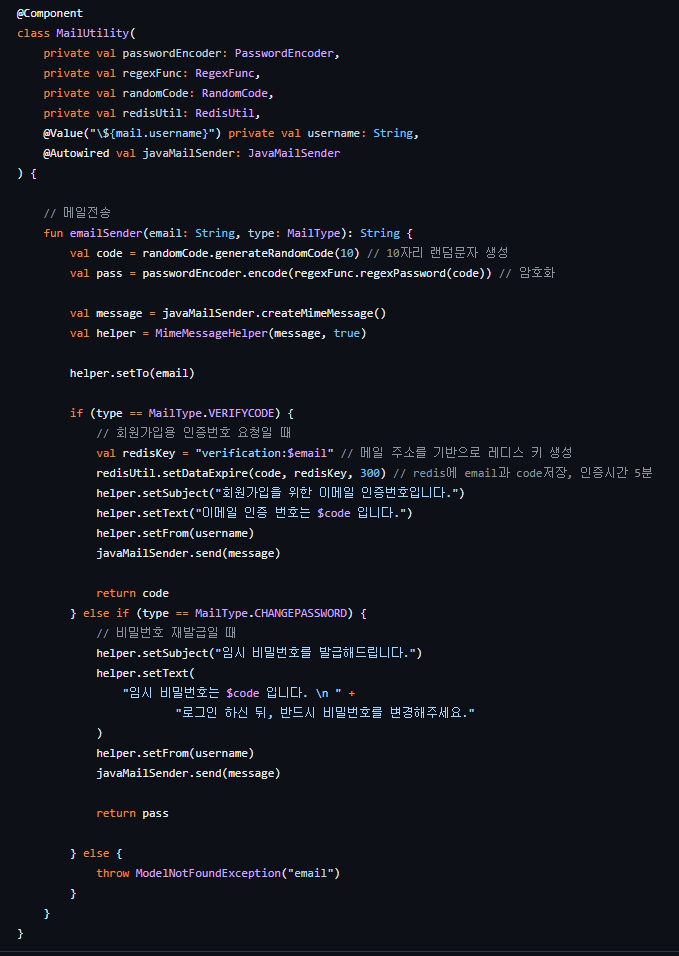 @Component
class MailUtility(
    private val passwordEncoder: PasswordEncoder,
    private val regexFunc: RegexFunc,
    private val randomCode: RandomCode,
    private val redisUtil: RedisUtil,
    @Value("\${mail.username}") private val username: String,
    @Autowired val javaMailSender: JavaMailSender
) {

    // 메일전송
    fun emailSender(email: String, type: MailType): String {
        val code = randomCode.generateRandomCode(10) // 10자리 랜덤문자 생성
        val pass = passwordEncoder.encode(regexFunc.regexPassword(code)) // 암호화

        val message = javaMailSender.createMimeMessage()
        val helper = MimeMessageHelper(message, true)

        helper.setTo(email)

        if (type == MailType.VERIFYCODE) {
            // 회원가입용 인증번호 요청일 때
            val redisKey = "verification:$email" // 메일 주소를 기반으로 레디스 키 생성
            redisUtil.setDataExpire(code, redisKey, 300) // redis에 email과 code저장, 인증시간 5분
            helper.setSubject("회원가입을 위한 이메일 인증번호입니다.")
            helper.setText("이메일 인증 번호는 $code 입니다.")
            helper.setFrom(username)
            javaMailSender.send(message)

            return code
        } else if (type == MailType.CHANGEPASSWORD) {
            // 비밀번호 재발급일 때
            helper.setSubject("임시 비밀번호를 발급해드립니다.")
            helper.setText(
                "임시 비밀번호는 $code 입니다. \n " +
                        "로그인 하신 뒤, 반드시 비밀번호를 변경해주세요."
            )
            helper.setFrom(username)
            javaMailSender.send(message)

            return pass

        } else {
            throw ModelNotFoundException("email")
        }
    }
}